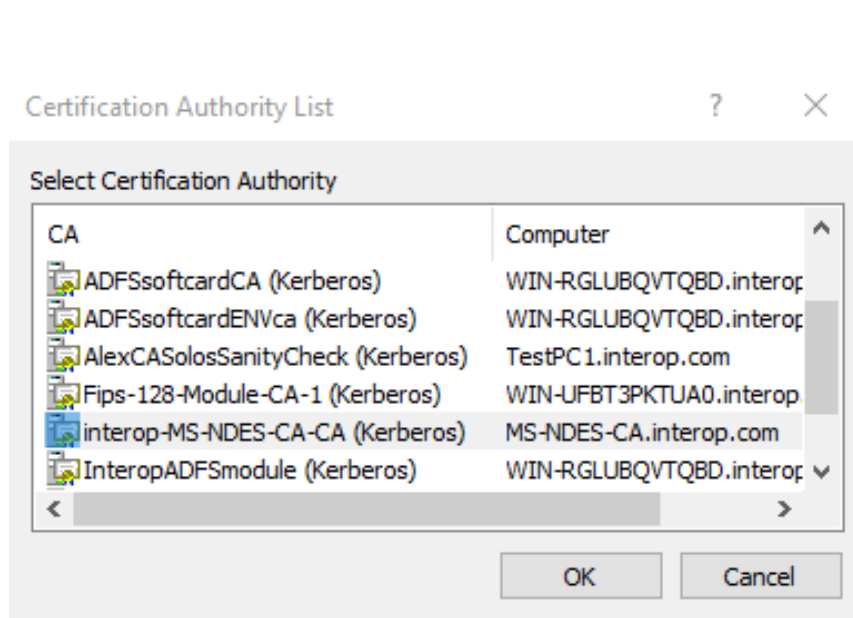 Certification Authority List ?
Select Certification Authority
CA Computer
ADFSsoftcardCA (Kerberos) WIN-RGLUBQVTQBD.interop
ADFSsoftcardENVca (Kerberos) WIN-RGLUBQVTQBD.interop
AlexCASolosSanityCheck (Kerberos) TestPC1.interop.com
Fips-128-Module-CA-1 (Kerberos) WIN-UFBT3PKTUA0.interop.
interop-MS-NDES-CA-CA (Kerberos) MS-NDES-CA.interop.com
InteropADFSmodule (Kerberos) WIN-RGLUBQVTQBD.interop
OK Cancel